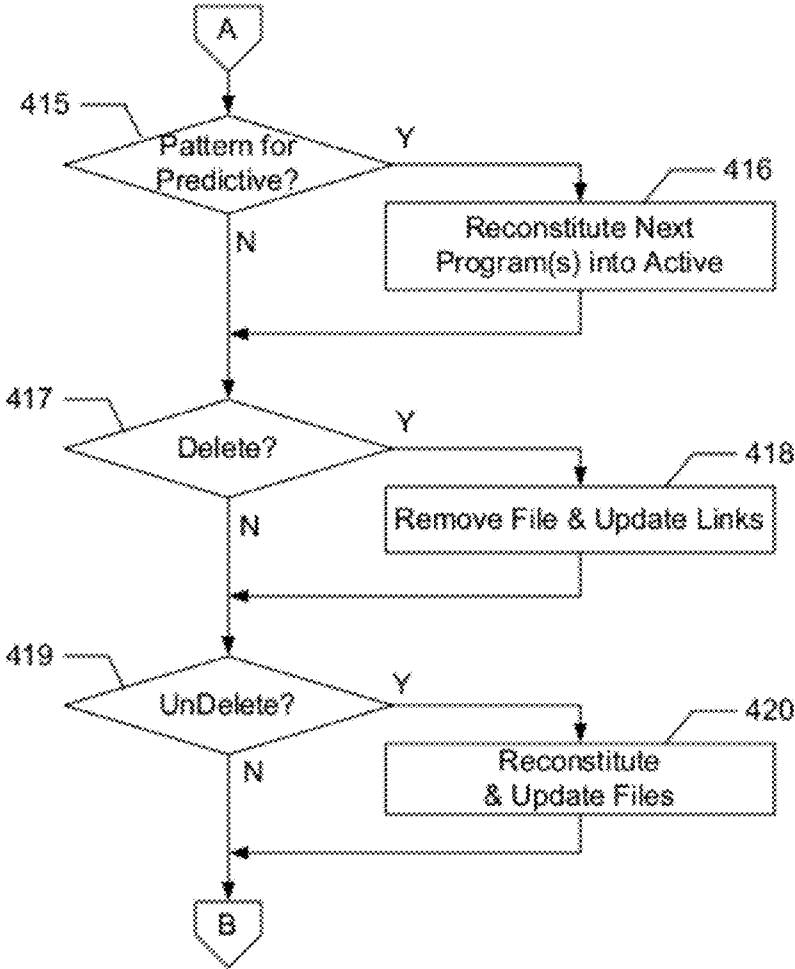 A
415
Pattern for
Predictive?
Y
416
Reconstitute Next
Program(s) into Active
N
417
Delete?
Y
418
Remove File & Update Links
N
419
UnDelete?
Y
420
Reconstitute
& Update Files
N
B